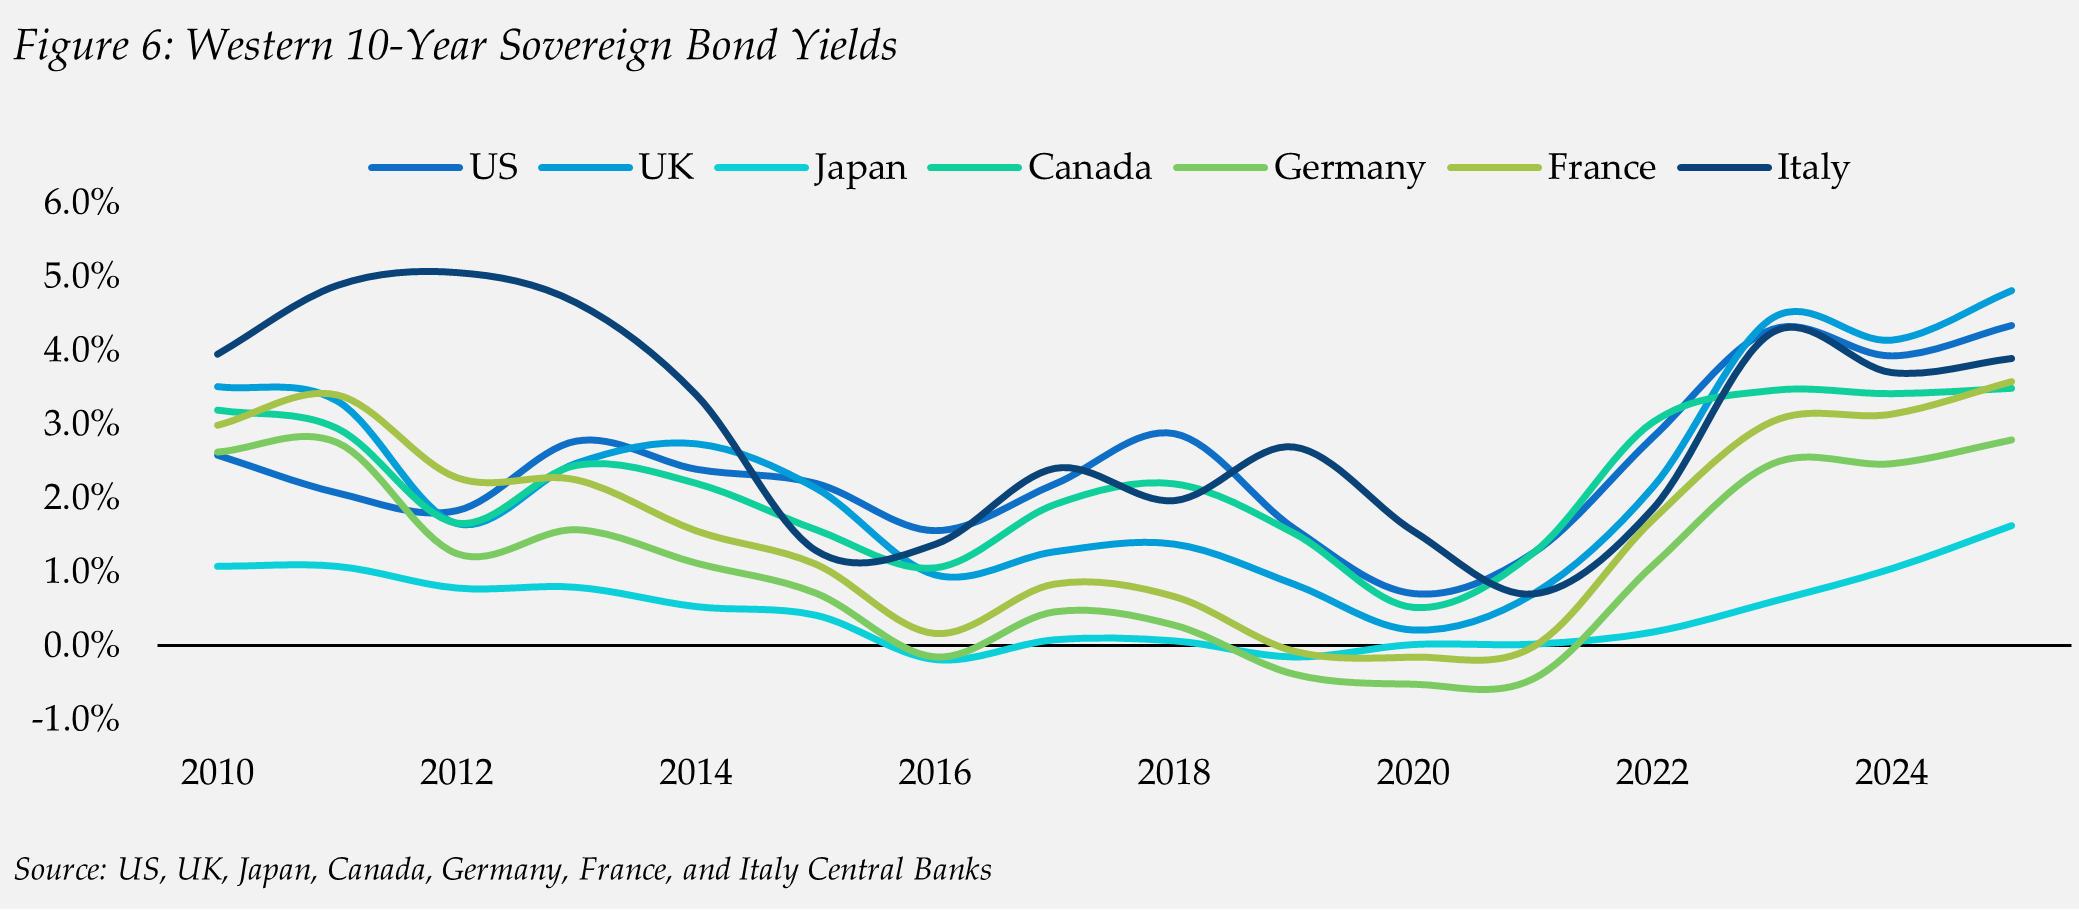 Figure 6: Western 10-Year Sovereign Bond Yields
US UK Japan Canada Germany France Italy
6.0%
5.0%
4.0%
3.0%
2.0%
1.0%
0.0%
-1.0%
2010 2012 2014 2016 2018 2020 2022 2024
Source: US, UK, Japan, Canada, Germany, France, and Italy Central Banks